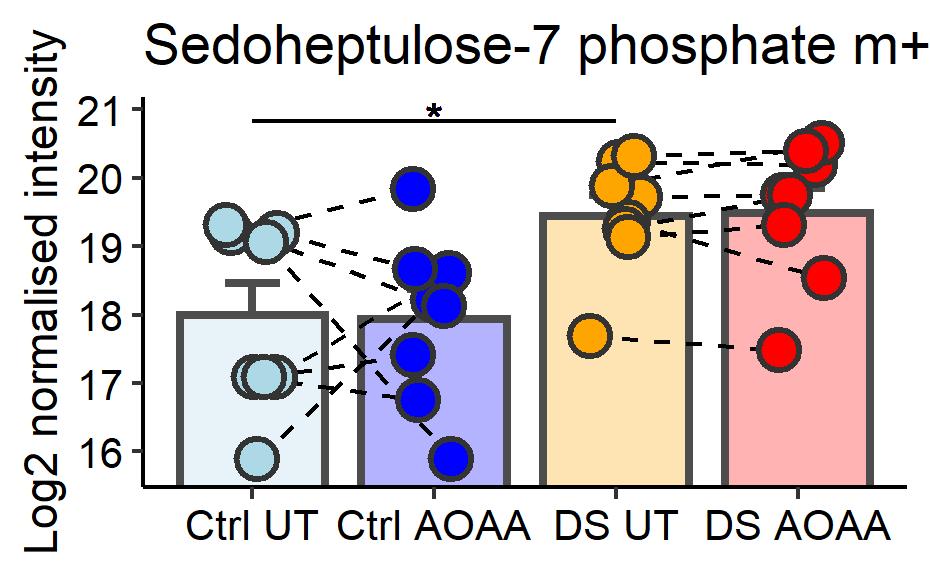 Sedoheptulose-7 phosphate m+
Log2 normalised intensity
21
20
19
18
17
16
*
Ctrl UT
Ctrl AOAA
DS UT
DS AOAA